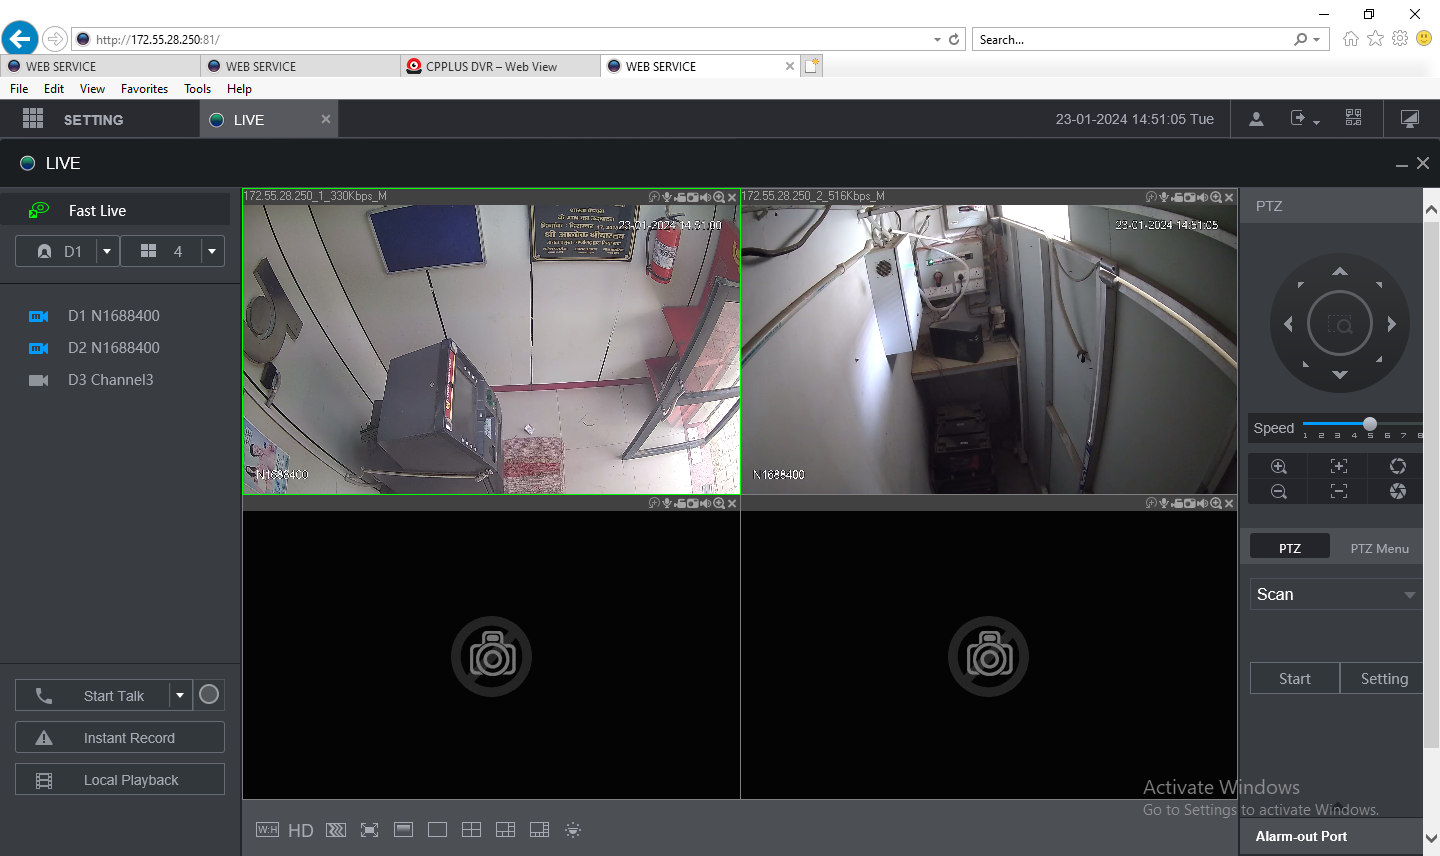 http://172.55.28.250:81/
Search...
WEB SERVICE
WEB SERVICE
CPPLUS DVR – Web View
WEB SERVICE
File Edit View Favorites Tools Help
SETTING
LIVE
23-01-2024 14:51:05 Tue
LIVE
Fast Live
D1
4
D1 N1688400
D2 N1688400
D3 Channel3
Start Talk
Instant Record
Local Playback
172.55.28.250_1_330Kbps_M
23-01-2024 14:51:00
N1688400
172.55.28.250_2_516Kbps_M
23-01-2024 14:51:05
N1688400
W:H HD
PTZ
Speed
1 2 3 4 5 6 7 8
PTZ PTZ Menu
Scan
Start Setting
Activate Windows
Go to Settings to activate Windows.
Alarm-out Port